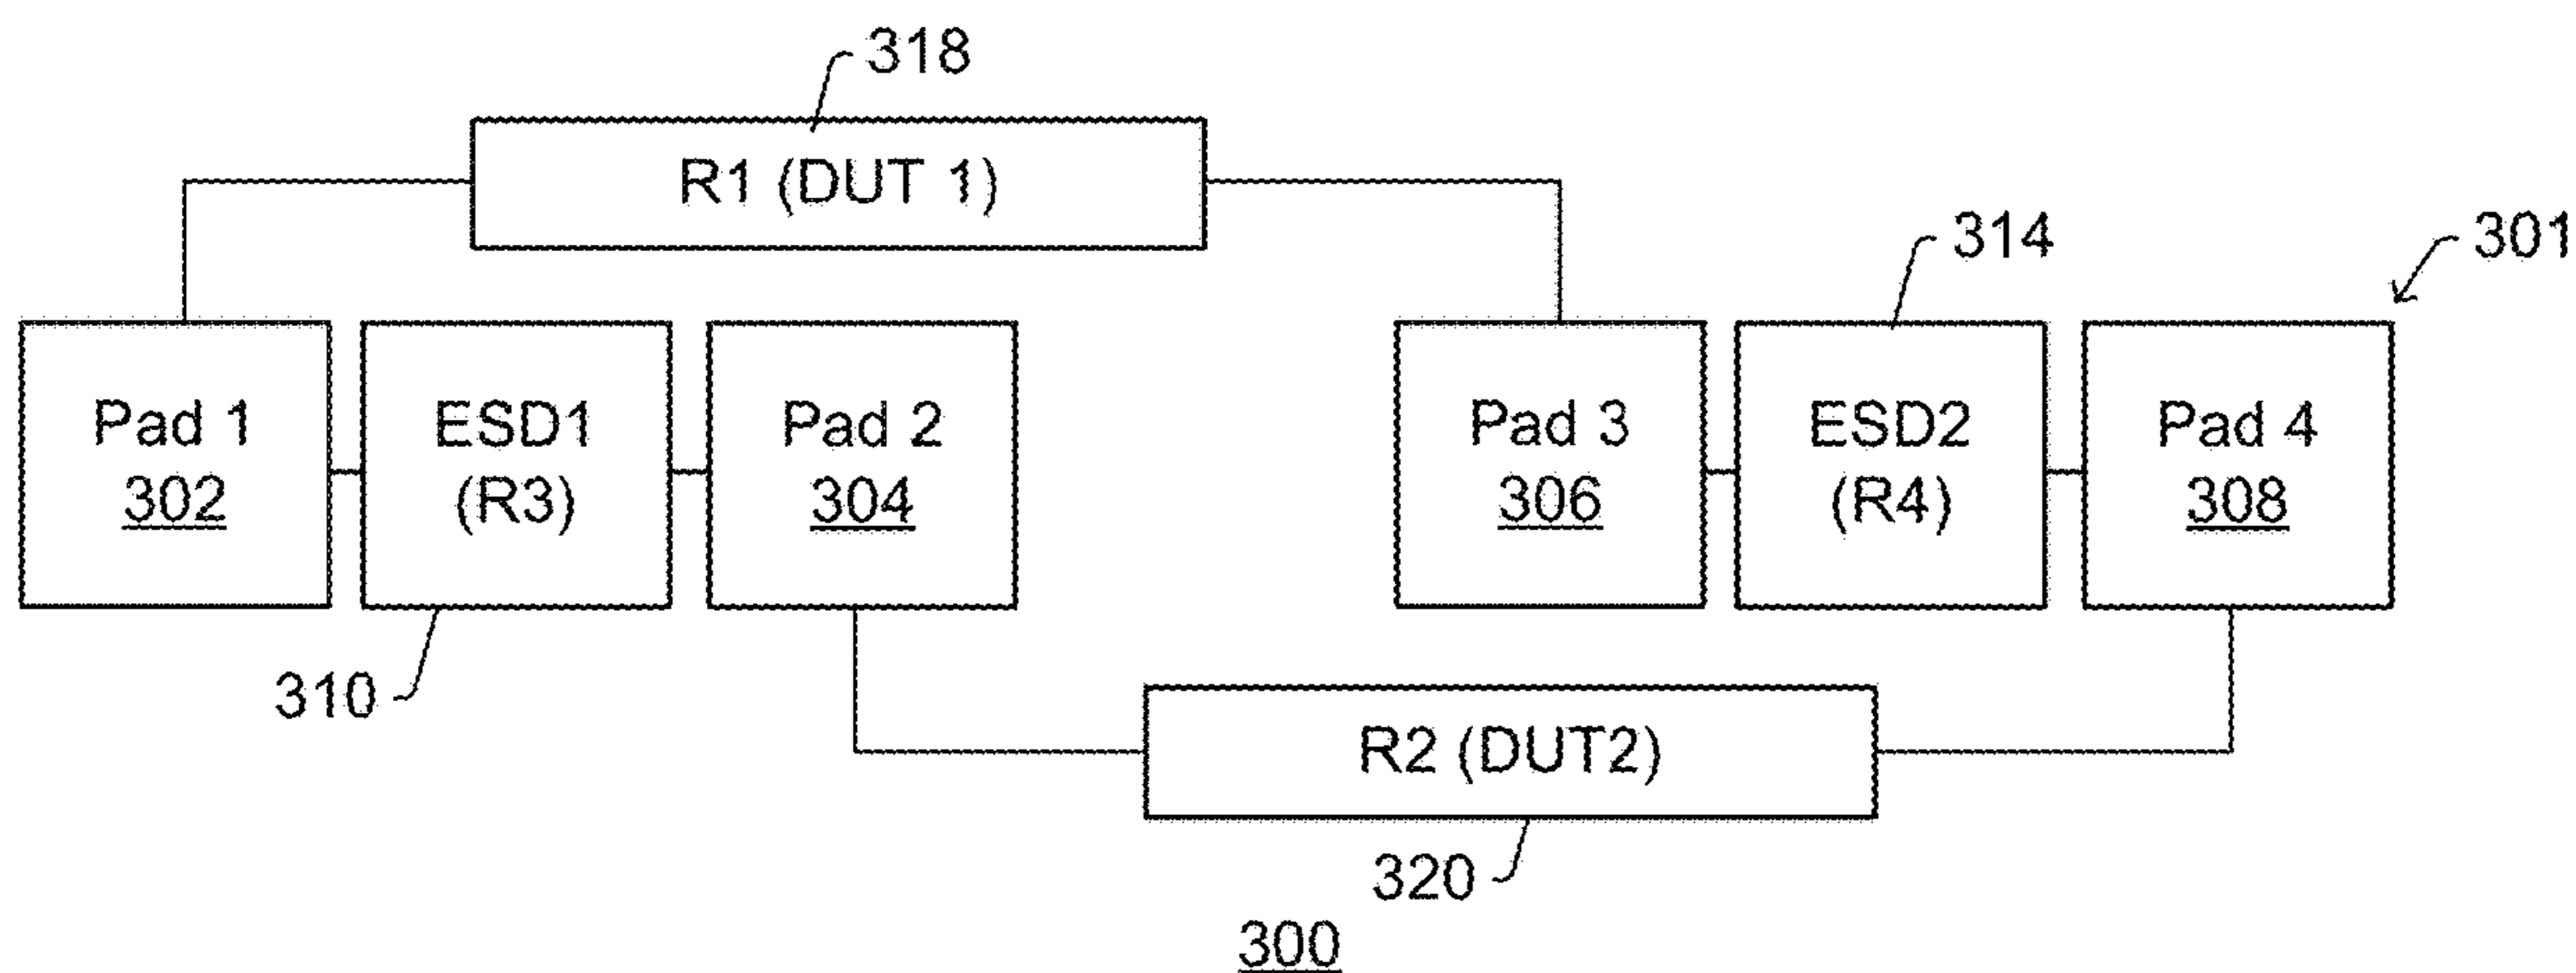 318
R1 (DUT 1)
314
301
Pad 1
302
ESD1
(R3)
Pad 2
304
Pad 3
306
ESD2
(R4)
Pad 4
308
310
R2 (DUT2)
320
300